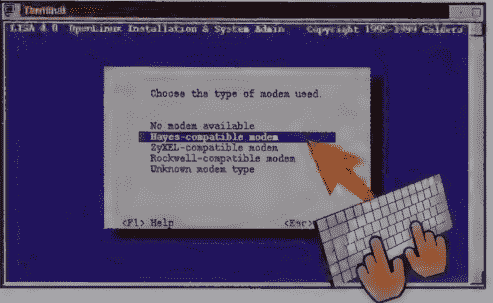 Terminal
LISA 4.0 OpenLinux Installation & System Admin Copyright 1995-1999 Caldera
Choose the type of modem used.
No modem available
Hayes-compatible modem
ZyXEL-compatible modem
Rockwell-compatible modem
Unknown modem type
<F1> Help <Esc>